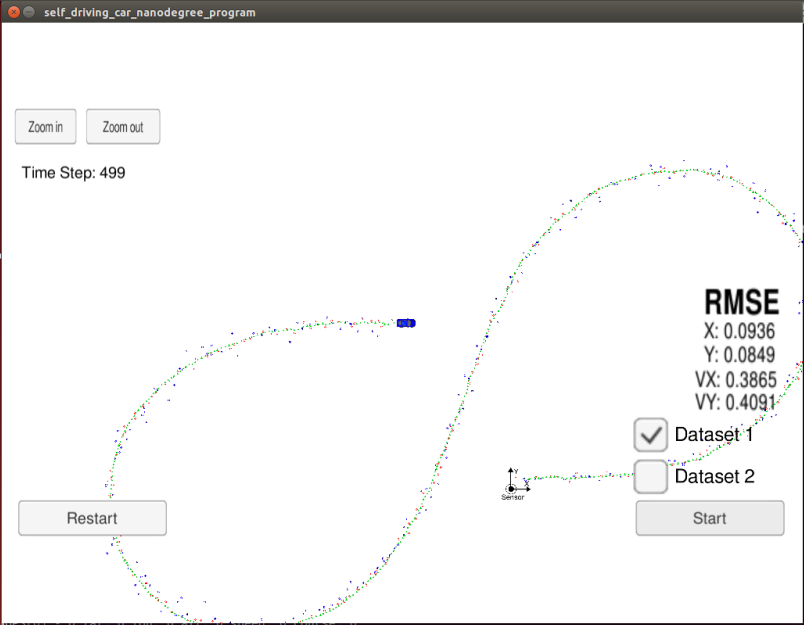 self_driving_car_nanodegree_program
Zoom in
Zoom out
Time Step: 499
RMSE
X: 0.0936
Y: 0.0849
VX: 0.3865
VY: 0.4091
Dataset 1
Dataset 2
Y
X
Sensor
Restart
Start